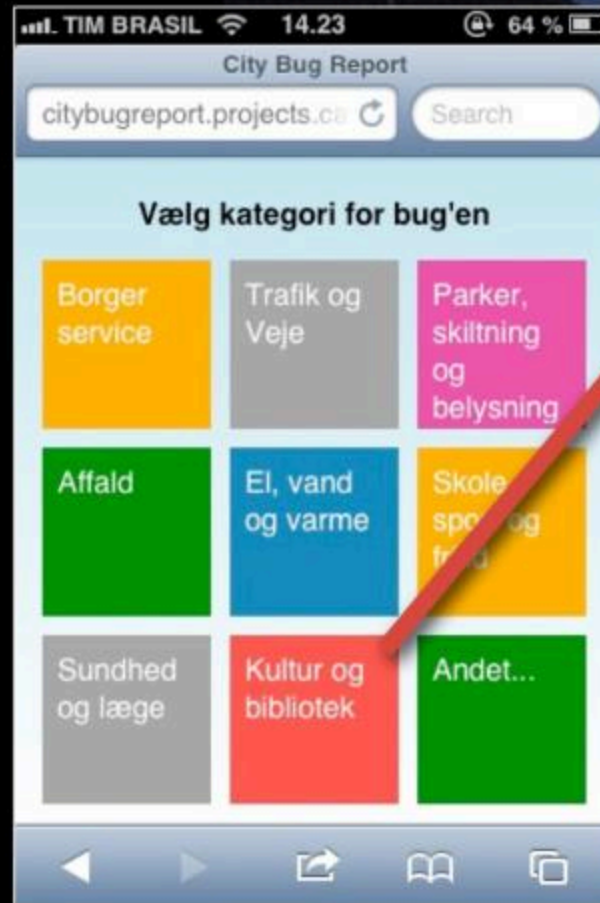 TIM BRASIL 14.23 64 %
City Bug Report
citybugreport.projects.ca Search
Vælg kategori for bug'en
Borger
service
Trafik og
Veje
Parker,
skiltning
og
belysning
Affald
El, vand
og varme
Skole
og
Sundhed
og læge
Kultur og
bibliotek
Andet...